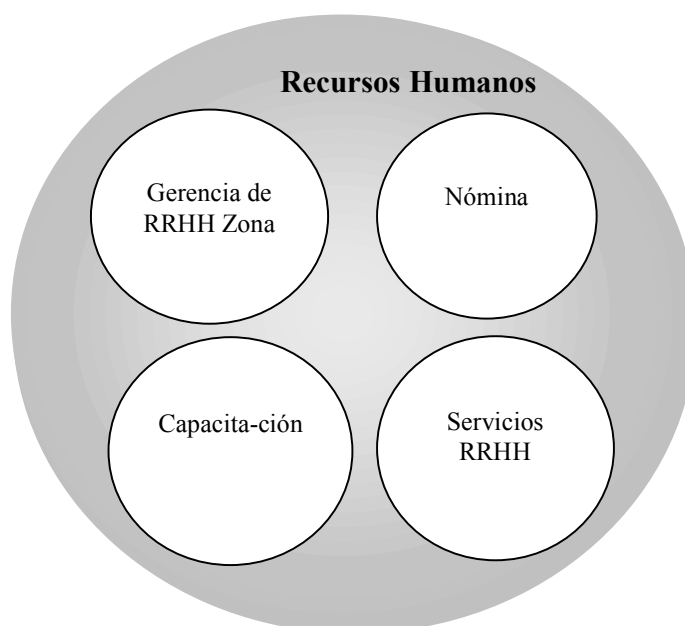 Recursos Humanos
Gerencia de
RRHH Zona
Nómina
Capacita-ción
Servicios
RRHH